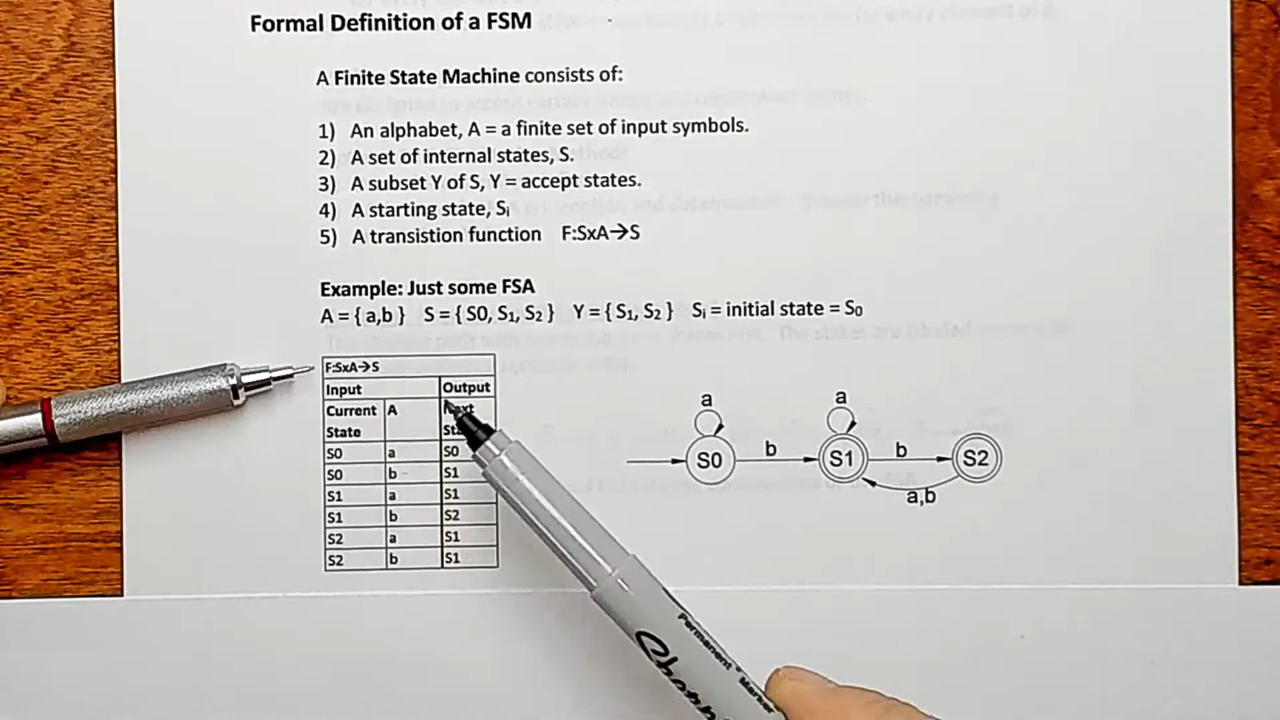 Formal Definition of a FSM
A Finite State Machine consists of:
1) An alphabet, A = a finite set of input symbols.
2) A set of internal states, S.
3) A subset Y of S, Y = accept states.
4) A starting state, Si
5) A transistion function F:SxA→S
Example: Just some FSA
A = { a,b } S = { S0, S1, S2 } Y = { S1, S2 } Si = initial state = S0
F:SxA→S
Input Output
Current A Next
State
S0 a S0
S0 b S1
S1 a S1
S1 b S2
S2 a S1
S2 b S1
a a
S0 b S1 b S2
a,b
Permanent Marker